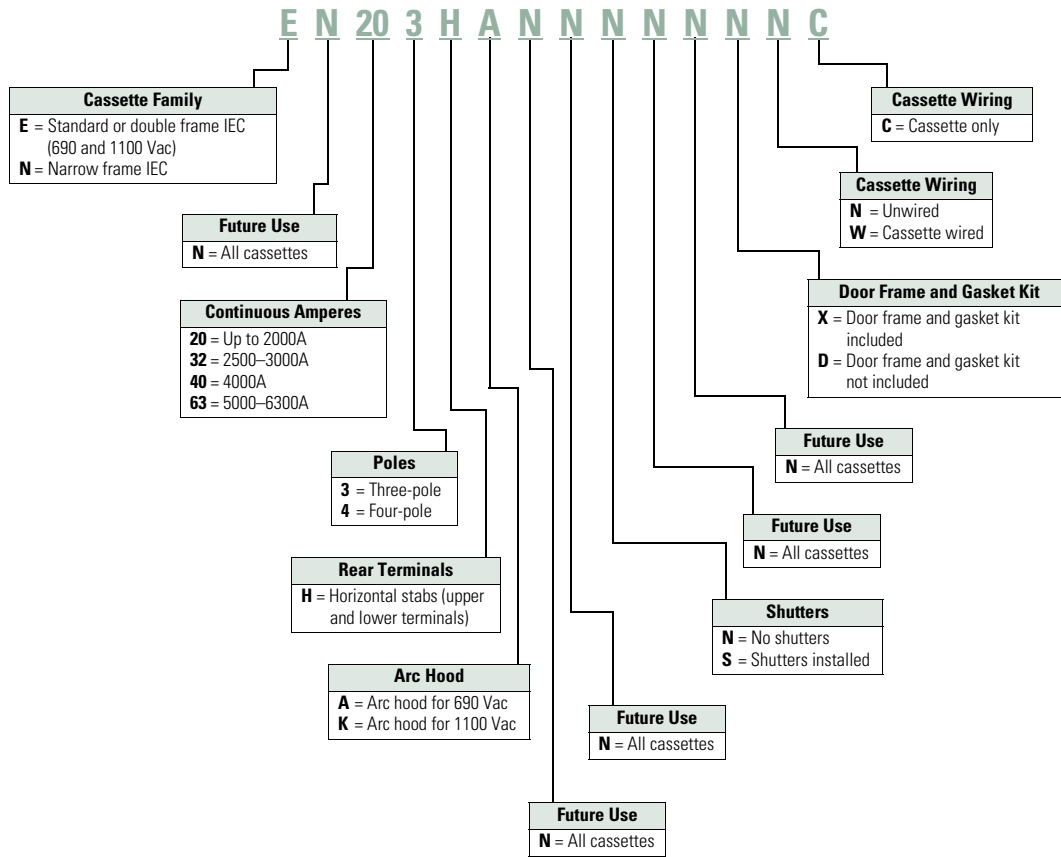 E N 20 3 H A N N N N N N N C
Cassette Family
E = Standard or double frame IEC
(690 and 1100 Vac)
N = Narrow frame IEC
Cassette Wiring
C = Cassette only
Cassette Wiring
N = Unwired
W = Cassette wired
Future Use
N = All cassettes
Door Frame and Gasket Kit
X = Door frame and gasket kit
included
D = Door frame and gasket kit
not included
Continuous Amperes
20 = Up to 2000A
32 = 2500–3000A
40 = 4000A
63 = 5000–6300A
Future Use
N = All cassettes
Poles
3 = Three-pole
4 = Four-pole
Future Use
N = All cassettes
Rear Terminals
H = Horizontal stabs (upper
and lower terminals)
Shutters
N = No shutters
S = Shutters installed
Arc Hood
A = Arc hood for 690 Vac
K = Arc hood for 1100 Vac
Future Use
N = All cassettes
Future Use
N = All cassettes